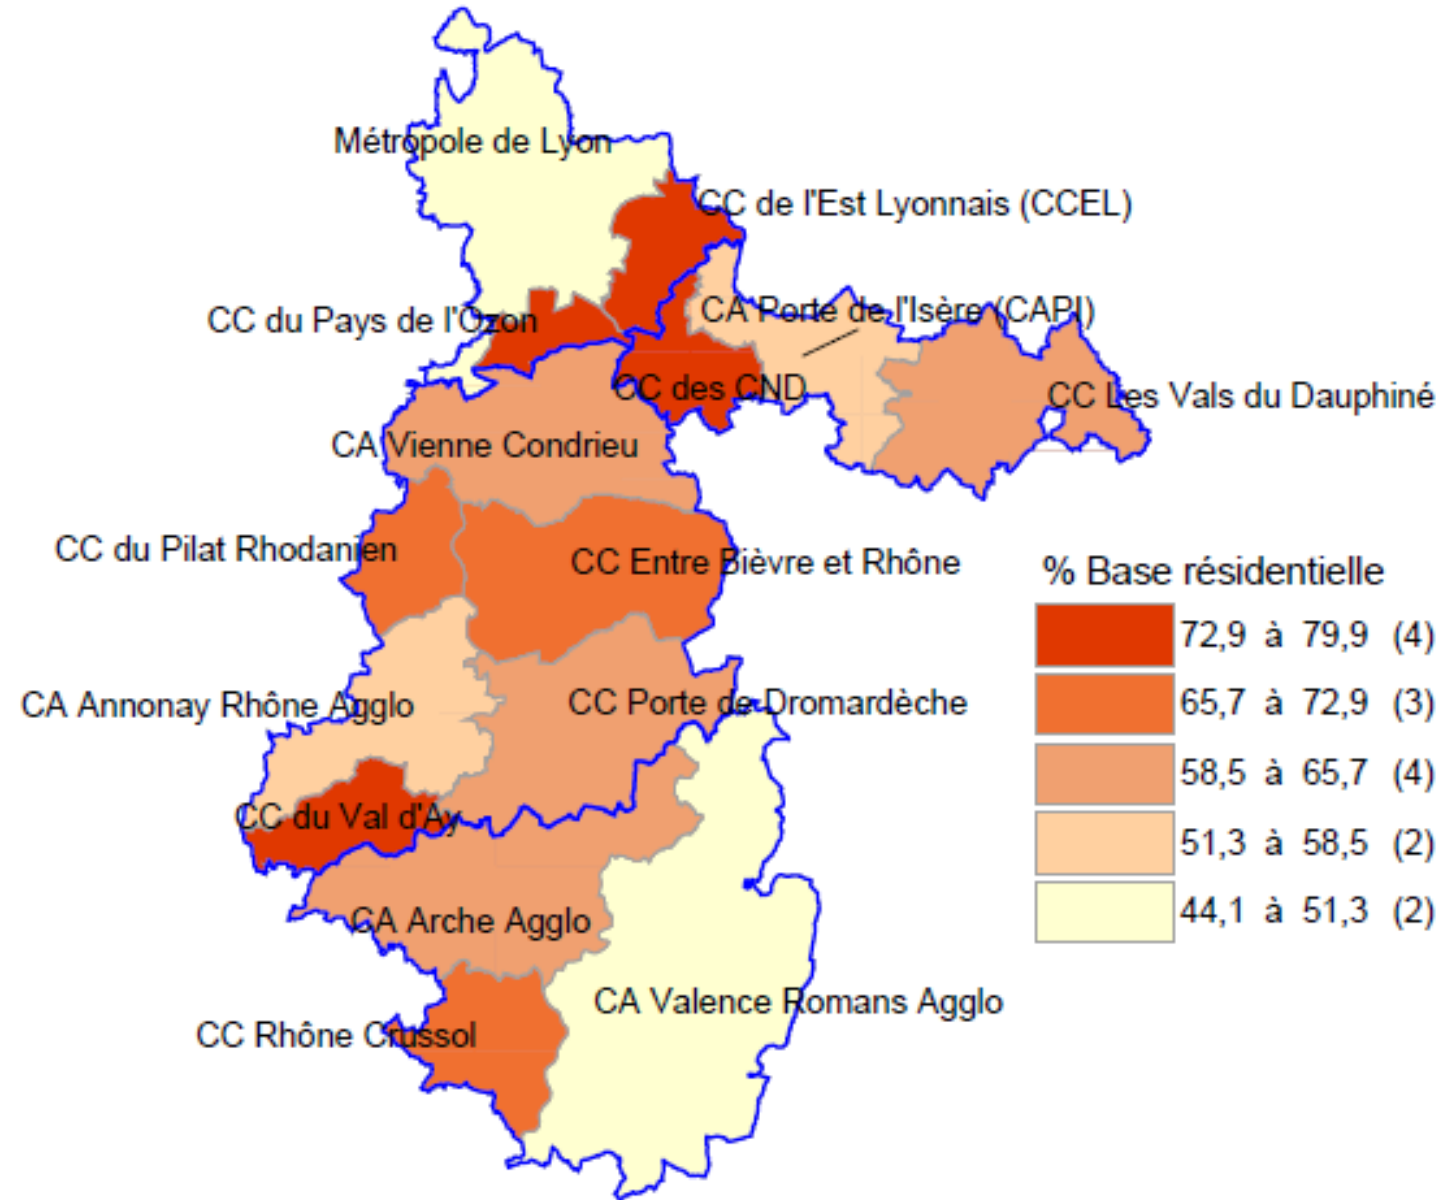 Métropole de Lyon
CC de l'Est Lyonnais (CCEL)
CA Porte de l'Isère (CAPI)
CC du Pays de l'Ozon
CC des CND
CC Les Vals du Dauphiné
CA Vienne Condrieu
CC du Pilat Rhodanien
CC Entre Bièvre et Rhône
% Base résidentielle
72,9 à 79,9 (4)
65,7 à 72,9 (3)
58,5 à 65,7 (4)
51,3 à 58,5 (2)
44,1 à 51,3 (2)
CA Annonay Rhône Agglo
CC Porte de Dromardèche
CC du Val d'Ay
CA Arche Agglo
CA Valence Romans Agglo
CC Rhône Crussol